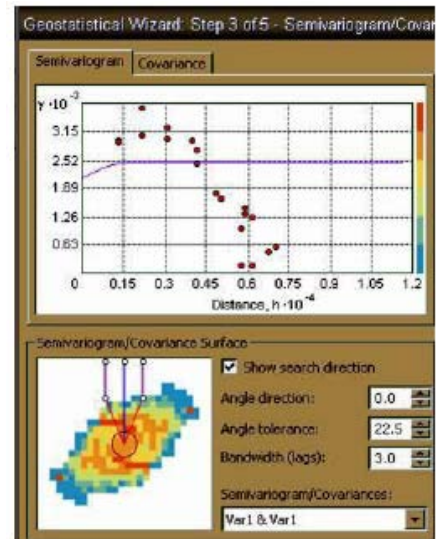 Geostatistical Wizard: Step 3 of 5 - Semivariogram/Covar
Semivariogram Covariance
γ·10⁻³
3.15
2.52
1.89
1.26
0.63
0 0.15 0.3 0.45 0.6 0.75 0.9 1.05 1.2
Distance, h·10⁻⁴
Semivariogram/Covariance Surface
Show search direction
Angle direction: 0.0
Angle tolerance: 22.5
Bandwidth (lags): 3.0
Semivariogram/Covariances:
Var1 & Var1